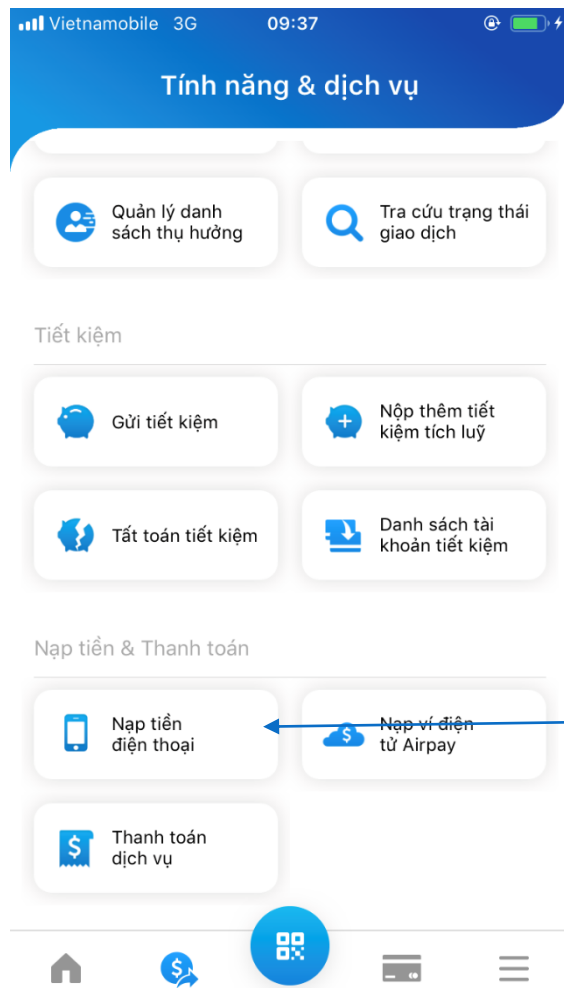 Vietnamobile 3G 09:37
Tính năng & dịch vụ
Quản lý danh
sách thụ hưởng
Tra cứu trạng thái
giao dịch
Tiết kiệm
Gửi tiết kiệm
Nộp thêm tiết
kiệm tích luỹ
Tất toán tiết kiệm
Danh sách tài
khoản tiết kiệm
Nạp tiền & Thanh toán
Nạp tiền
điện thoại
Nạp ví điện
tử Airpay
Thanh toán
dịch vụ